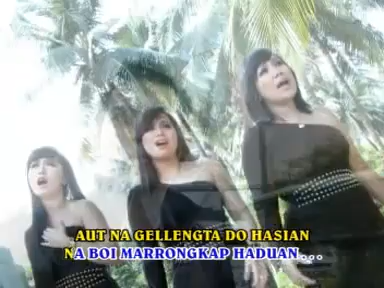 AUT NA GELLENGTA DO HASIAN
NA BOI MARRONGKAP HADUAN . . .